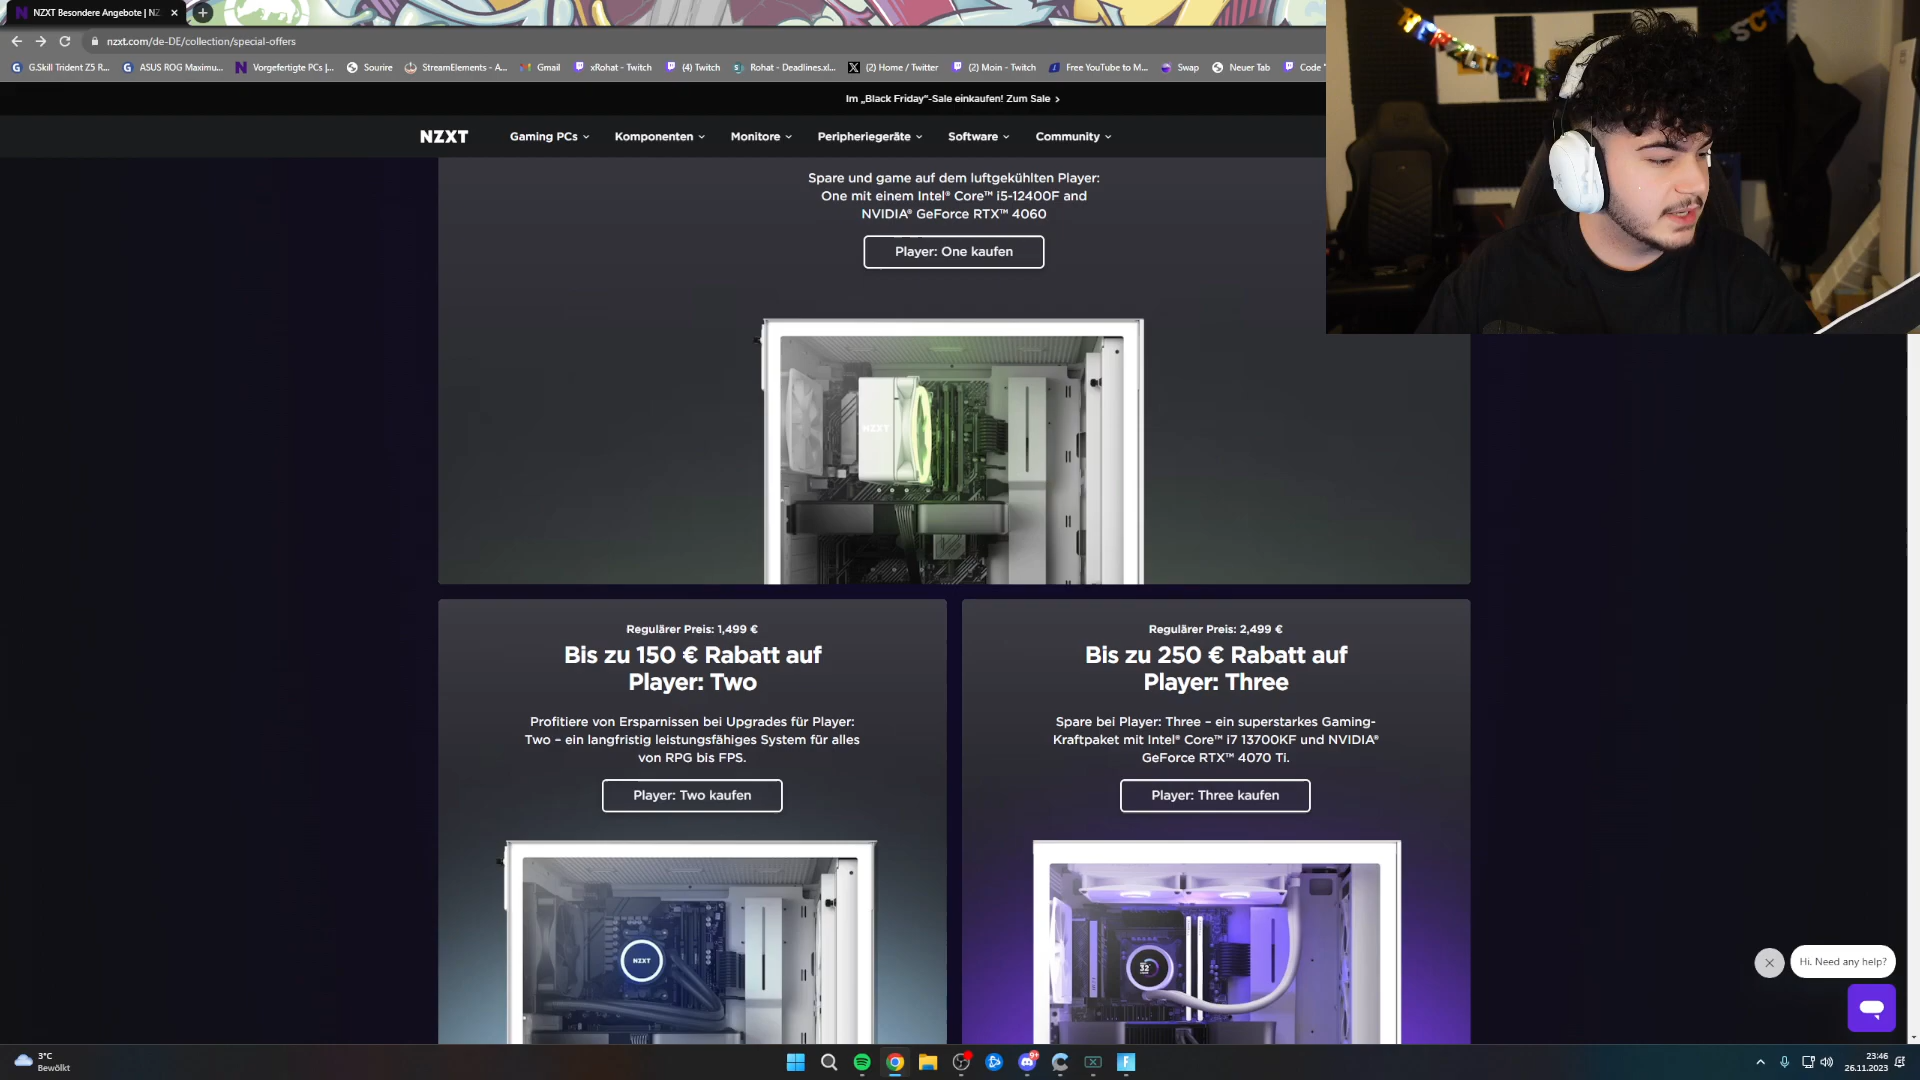 NZXT Besondere Angebote | NZ
nzxt.com/de-DE/collection/special-offers
G.Skill Trident Z5 R...
ASUS ROG Maximu...
Vorgefertigte PCs |...
Sourire
StreamElements - A...
Gmail
xRohat - Twitch
(4) Twitch
Rohat - Deadlines.xl...
(2) Home / Twitter
(2) Moin - Twitch
Free YouTube to M...
Swap
Neuer Tab
Code "
Im „Black Friday"-Sale einkaufen! Zum Sale
NZXT
Gaming PCs
Komponenten
Monitore
Peripheriegeräte
Software
Community
Spare und game auf dem luftgekühlten Player:
One mit einem Intel® Core™ i5-12400F and
NVIDIA® GeForce RTX™ 4060
Player: One kaufen
NZXT
Regulärer Preis: 1,499 €
Bis zu 150 € Rabatt auf
Player: Two
Profitiere von Ersparnissen bei Upgrades für Player:
Two – ein langfristig leistungsfähiges System für alles
von RPG bis FPS.
Player: Two kaufen
NZXT
Regulärer Preis: 2,499 €
Bis zu 250 € Rabatt auf
Player: Three
Spare bei Player: Three – ein superstarkes Gaming-
Kraftpaket mit Intel® Core™ i7 13700KF und NVIDIA®
GeForce RTX™ 4070 Ti.
Player: Three kaufen
32
Hi. Need any help?
3°C
Bewölkt
9+
23:46
26.11.2023